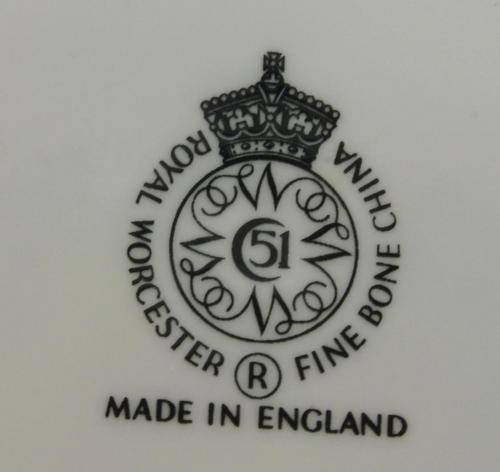 ROYAL WORCESTER
FINE BONE CHINA
51
R
MADE IN ENGLAND